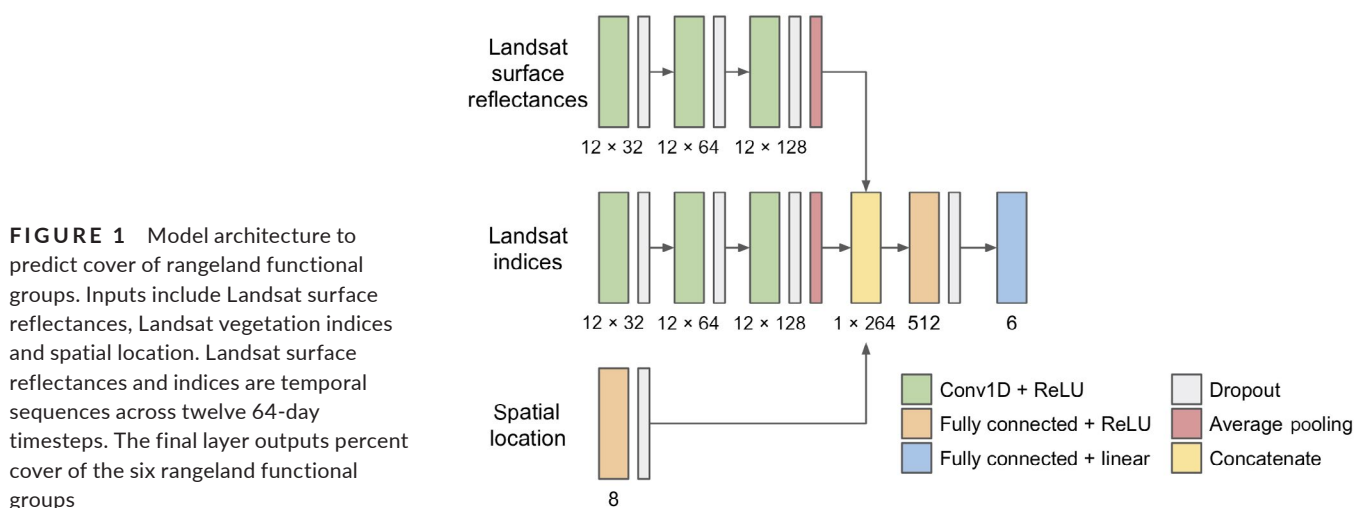 FIGURE 1 Model architecture to
predict cover of rangeland functional
groups. Inputs include Landsat surface
reflectances, Landsat vegetation indices
and spatial location. Landsat surface
reflectances and indices are temporal
sequences across twelve 64-day
timesteps. The final layer outputs percent
cover of the six rangeland functional
groups
Landsat
surface
reflectances
12 × 32 12 × 64 12 × 128
Landsat
indices
12 × 32 12 × 64 12 × 128 1 × 264 512 6
Spatial
location
8
Conv1D + ReLU
Fully connected + ReLU
Fully connected + linear
Dropout
Average pooling
Concatenate